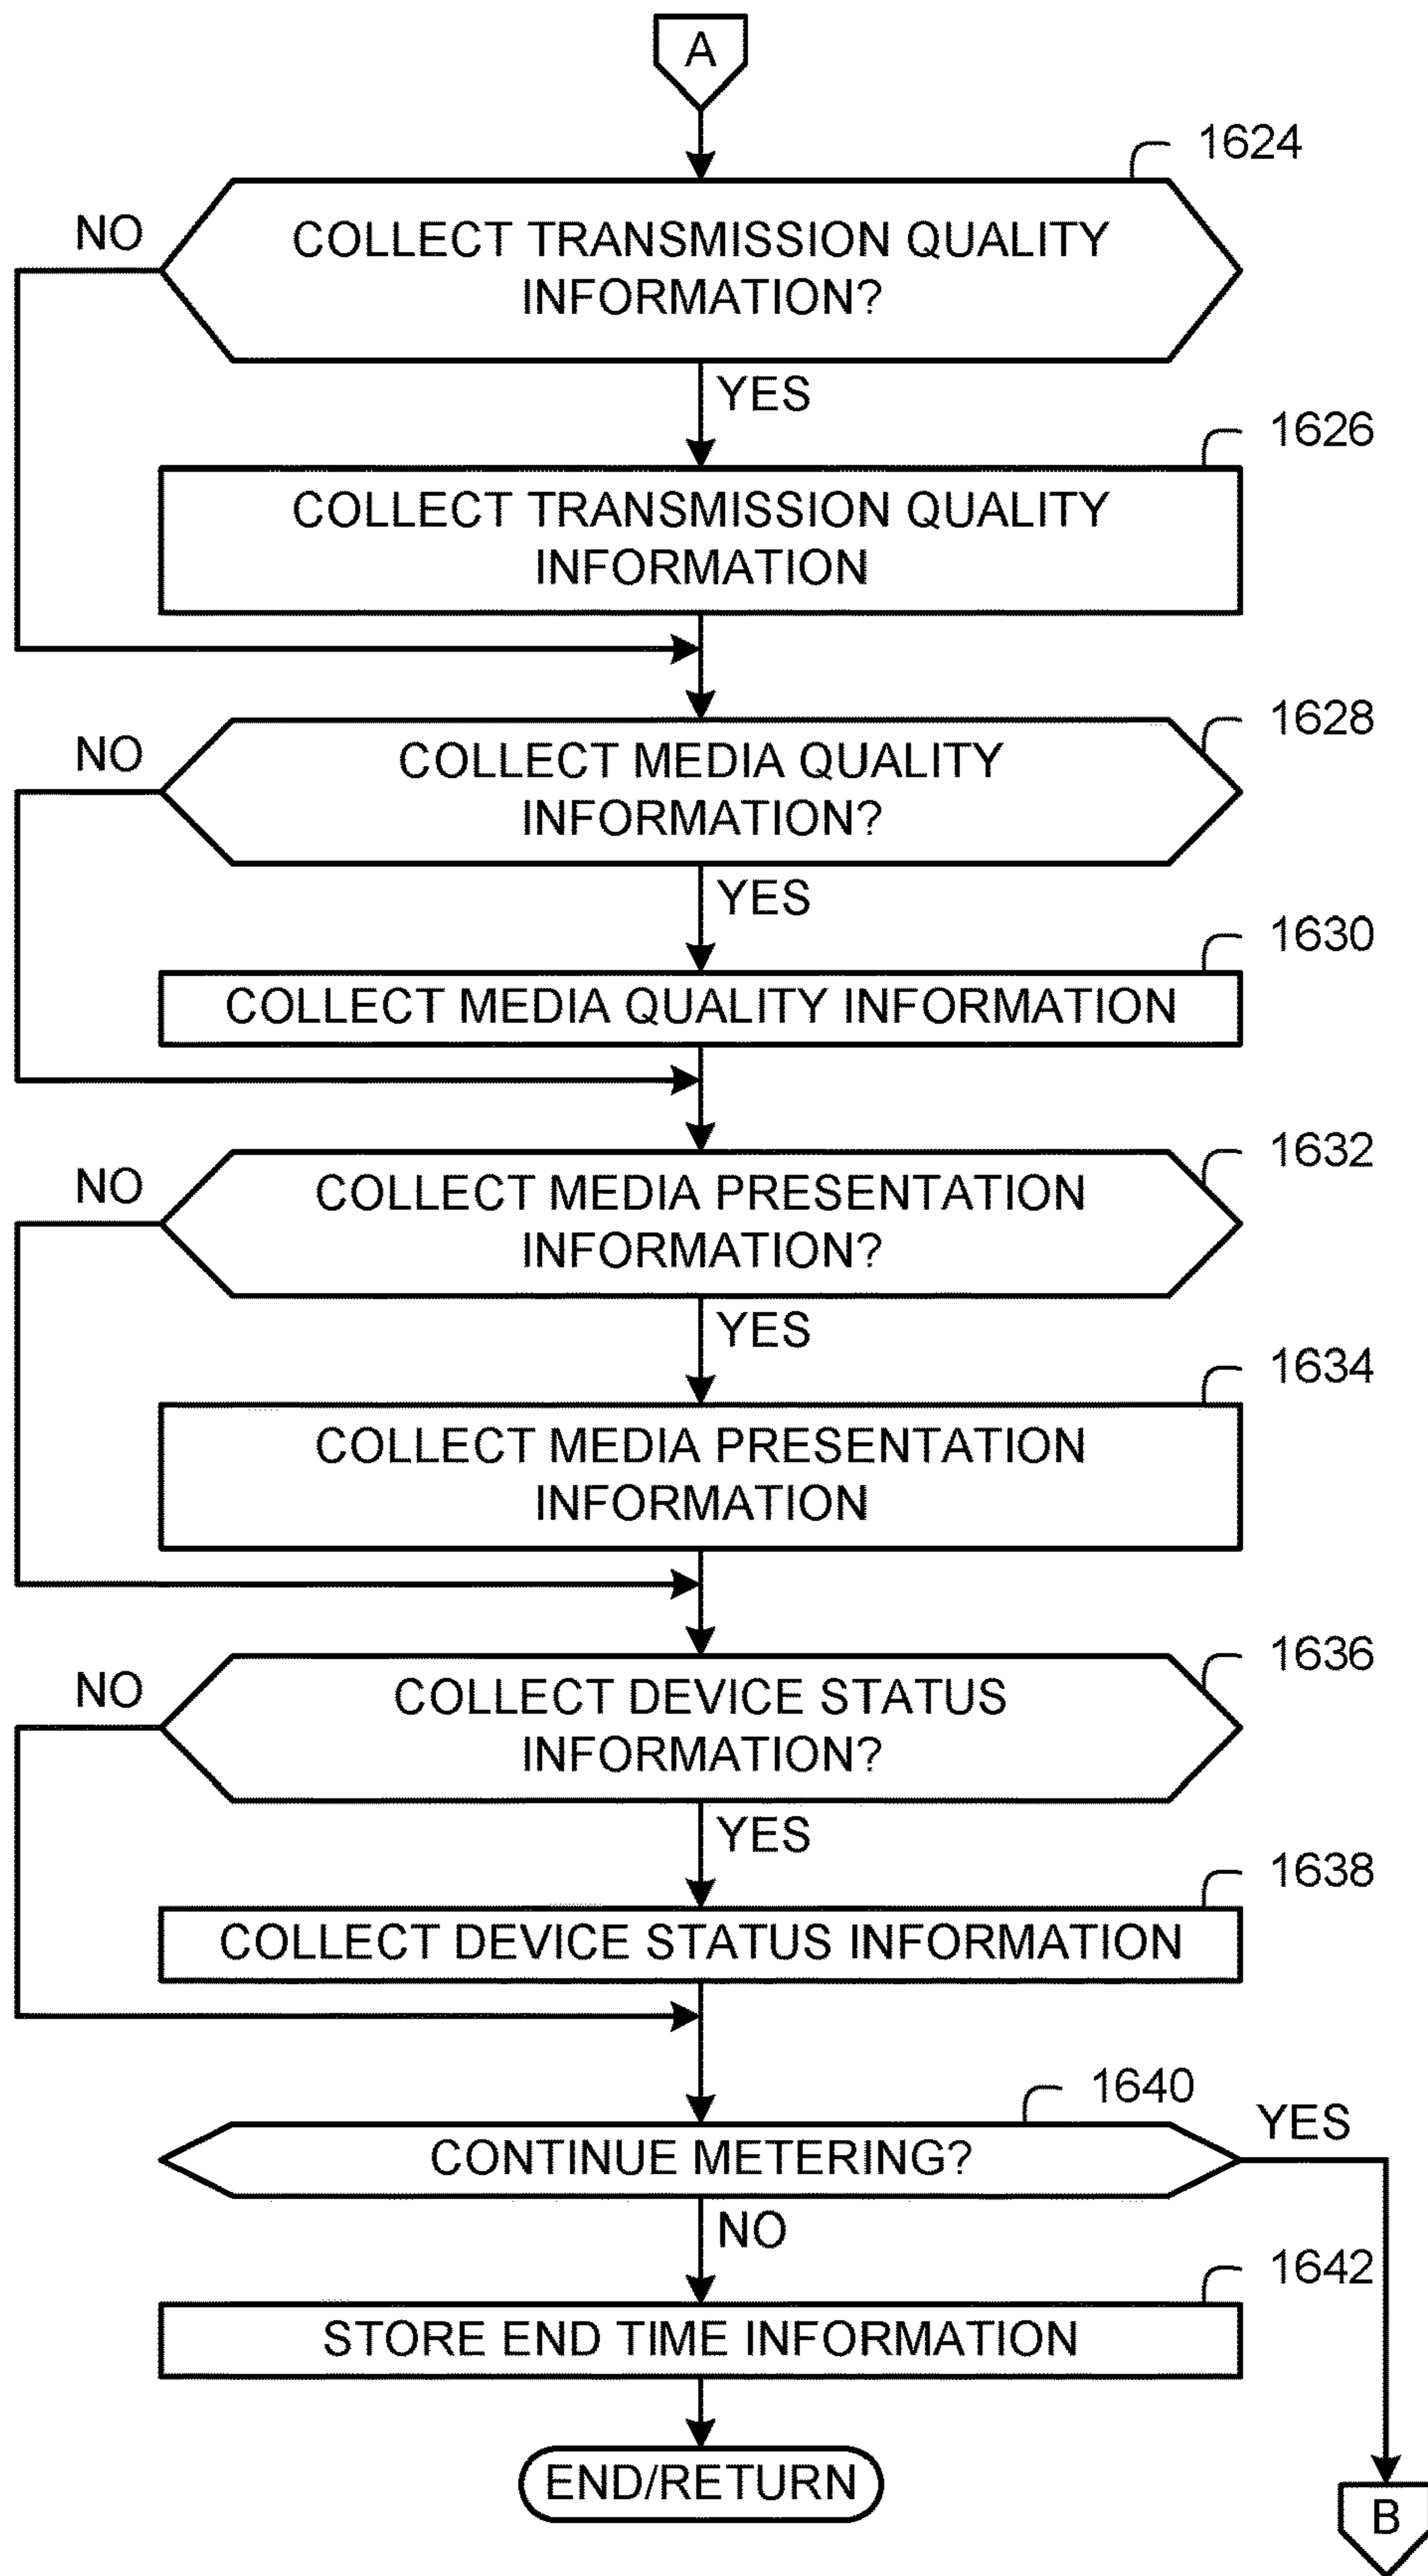 A
1624
NO
COLLECT TRANSMISSION QUALITY
INFORMATION?
YES
1626
COLLECT TRANSMISSION QUALITY
INFORMATION
1628
NO
COLLECT MEDIA QUALITY
INFORMATION?
YES
1630
COLLECT MEDIA QUALITY INFORMATION
1632
NO
COLLECT MEDIA PRESENTATION
INFORMATION?
YES
1634
COLLECT MEDIA PRESENTATION
INFORMATION
1636
NO
COLLECT DEVICE STATUS
INFORMATION?
YES
1638
COLLECT DEVICE STATUS INFORMATION
1640
YES
CONTINUE METERING?
NO
1642
STORE END TIME INFORMATION
END/RETURN
B